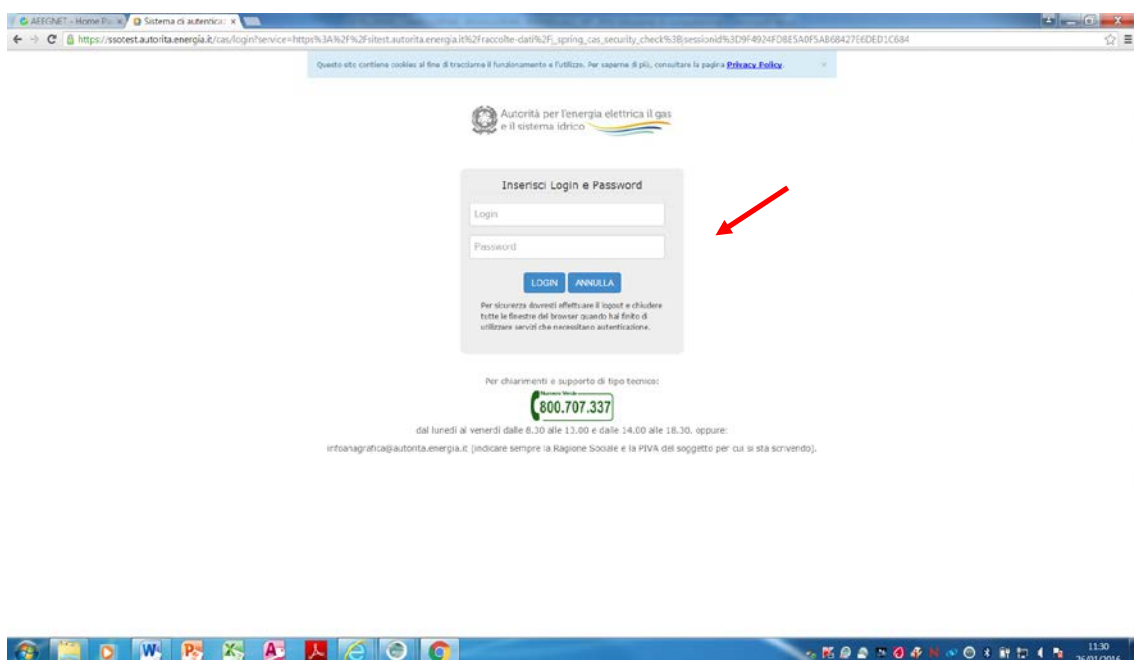 AEEGNET - Home Pa
Sistema di autentica
https://ssotest.autorita.energia.it/cas/login?service=https%3A%2F%2Fsitest.autorita.energia.it%2Fraccolte-dati%2Fj_spring_cas_security_check%3Bjsessionid%3D9F4924FD8E5A0F5AB68427E6DED1C684
Questo sito contiene cookies al fine di tracciarne il funzionamento e l'utilizzo. Per saperne di più, consultare la pagina Privacy Policy.
Autorità per l'energia elettrica il gas
e il sistema idrico
Inserisci Login e Password
Login
Password
LOGIN ANNULLA
Per sicurezza dovresti effettuare il logout e chiudere
tutte le finestre del browser quando hai finito di
utilizzare servizi che necessitano autenticazione.
Per chiarimenti e supporto di tipo tecnico:
Numero Verde
800.707.337
dal lunedì al venerdì dalle 8.30 alle 13.00 e dalle 14.00 alle 18.30. oppure:
infoanagrafica@autorita.energia.it (indicare sempre la Ragione Sociale e la PIVA del soggetto per cui si sta scrivendo).
11:30
26/01/2016